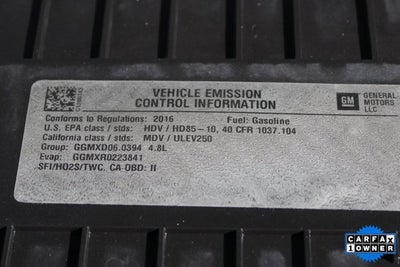 VEHICLE EMISSION
CONTROL INFORMATION
GM GENERAL
MOTORS
LLC
Conforms to Regulations: 2016 Fuel: Gasoline
U.S. EPA class / stds: HDV / HD85-10, 40 CFR 1037.104
California class / stds: MDV / ULEV250
Group: GGMXD06.0394 4.8L
Evap: GGMXR0223841
SFI/HO2S/TWC, CA-OBD: II
CARFAX
1 OWNER